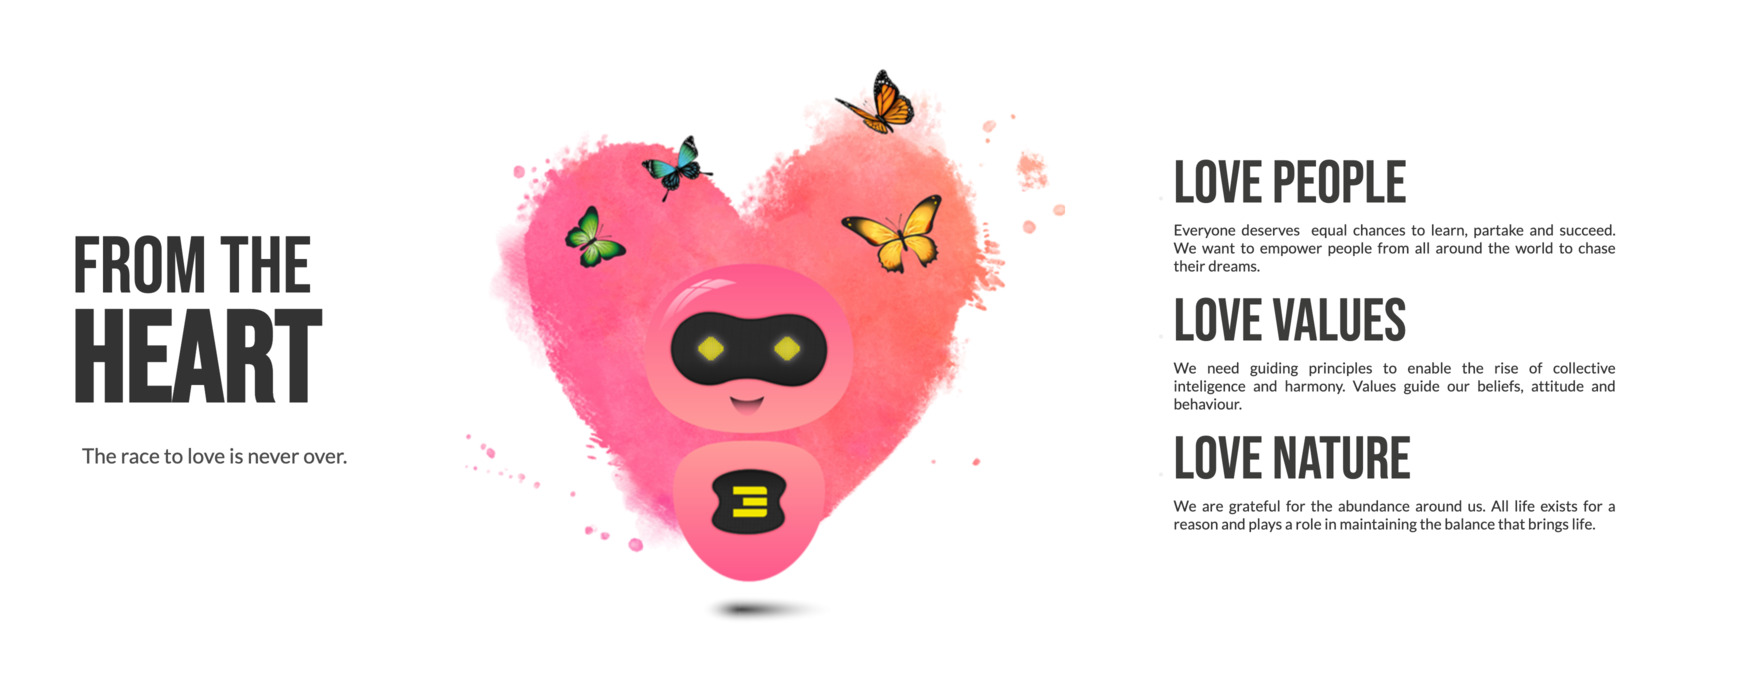 FROM THE
HEART
The race to love is never over.
LOVE PEOPLE
Everyone deserves equal chances to learn, partake and succeed.
We want to empower people from all around the world to chase
their dreams.
LOVE VALUES
We need guiding principles to enable the rise of collective
inteligence and harmony. Values guide our beliefs, attitude and
behaviour.
LOVE NATURE
We are grateful for the abundance around us. All life exists for a
reason and plays a role in maintaining the balance that brings life.